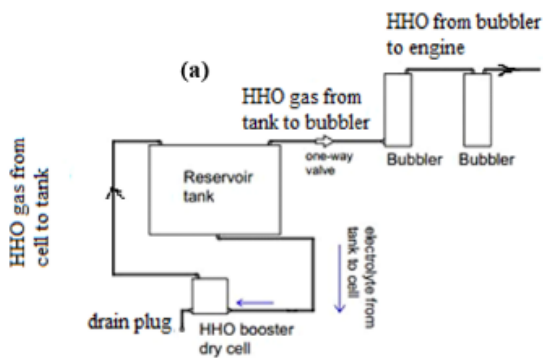 HHO from bubbler
to engine
(a)
HHO gas from
tank to bubbler
one-way
valve
Bubbler
Bubbler
HHO gas from
cell to tank
Reservoir
tank
electrolyte from
tank to cell
drain plug
HHO booster
dry cell